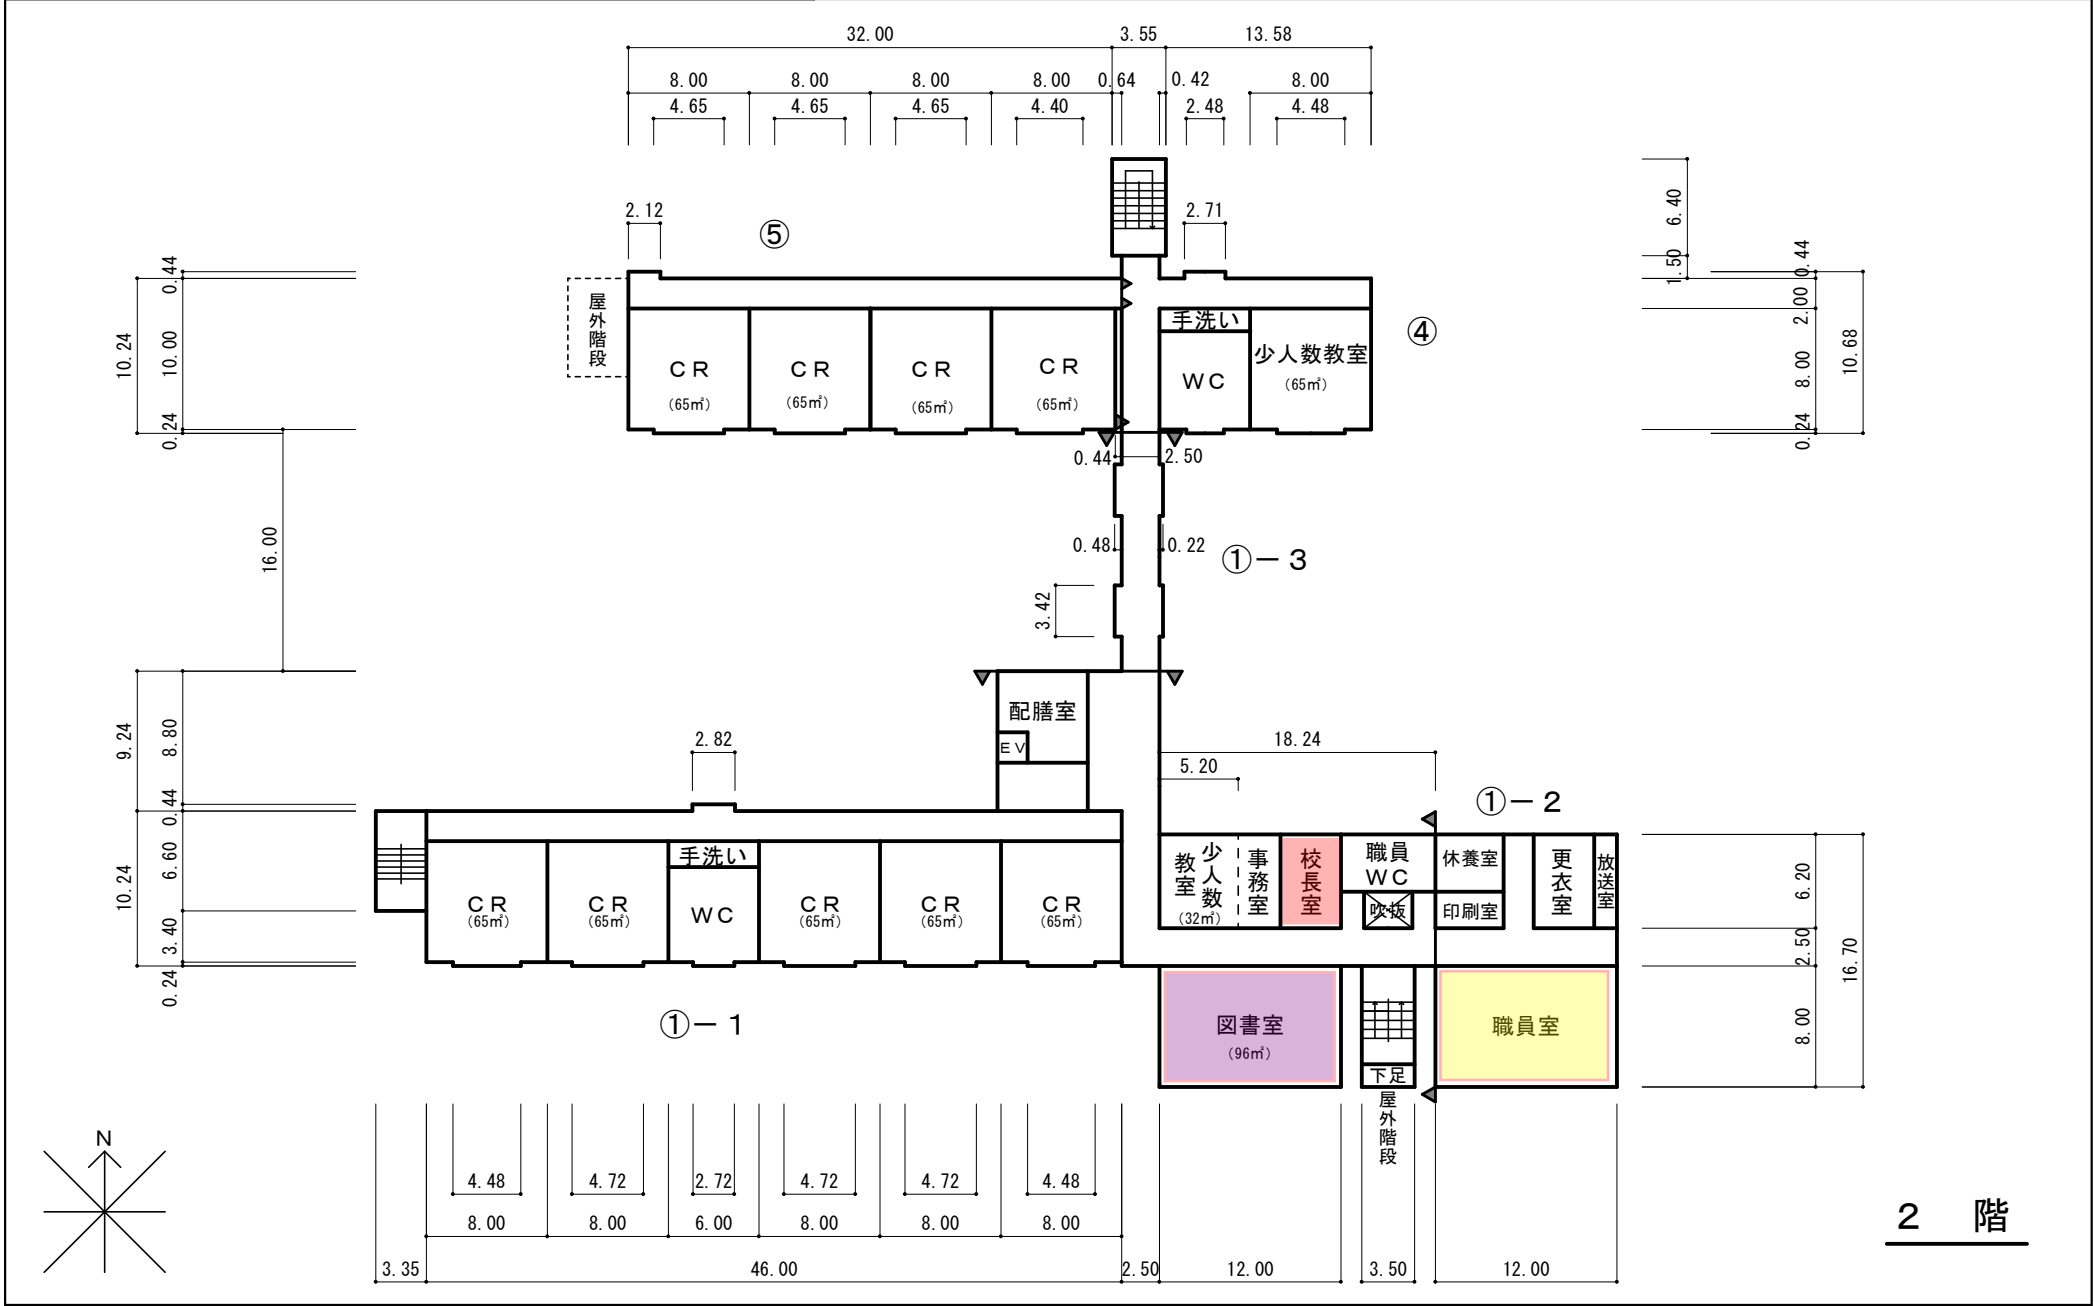 32.00 3.55 13.58
8.00 8.00 8.00 8.00 0.64 0.42 8.00
4.65 4.65 4.65 4.40 2.48 4.48
2.12 ⑤ 2.71
6.40
1.50
0.44
10.00
0.24
10.24
0.44
2.00
8.00
0.24
10.68
屋外階段
手洗い
④
CR
(65㎡)
CR
(65㎡)
CR
(65㎡)
CR
(65㎡)
WC
少人数教室
(65㎡)
0.44 2.50
16.00
0.48 0.22
①－3
3.42
配膳室
EV
9.24
8.80
0.44
10.24
6.60
3.40
0.24
2.82
18.24
5.20
①－2
手洗い
CR
(65㎡)
CR
(65㎡)
WC
CR
(65㎡)
CR
(65㎡)
CR
(65㎡)
少人数
教室
(32㎡)
事務室
校長室
職員
WC
吹抜
休養室
印刷室
更衣室
放送室
6.20
2.50
8.00
16.70
①－1
図書室
(96㎡)
職員室
下足
屋外階段
N
4.48 4.72 2.72 4.72 4.72 4.48
8.00 8.00 6.00 8.00 8.00 8.00
3.35 46.00 2.50 12.00 3.50 12.00
2 階